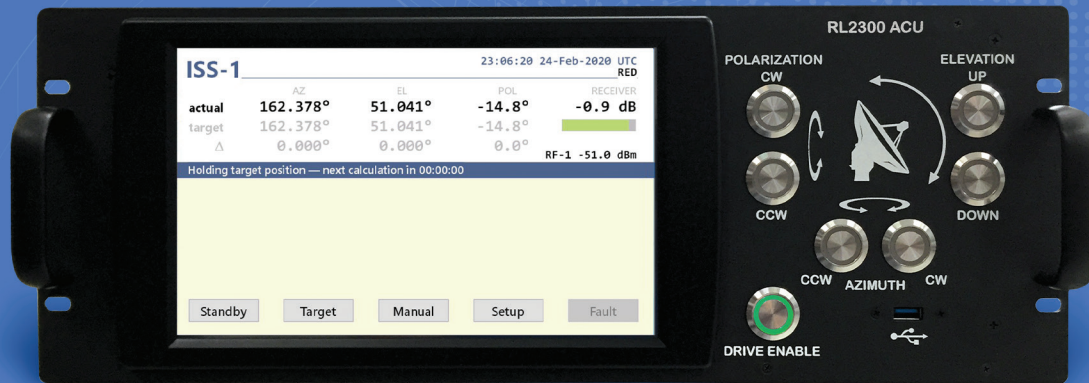 RL2300 ACU
ISS-1
23:06:20 24-Feb-2020 UTC
RED
AZ EL POL RECEIVER
actual 162.378° 51.041° -14.8° -0.9 dB
target 162.378° 51.041° -14.8°
Δ 0.000° 0.000° 0.0°
RF-1 -51.0 dBm
Holding target position — next calculation in 00:00:00
Standby Target Manual Setup Fault
POLARIZATION
CW
CCW
ELEVATION
UP
DOWN
CCW AZIMUTH CW
DRIVE ENABLE